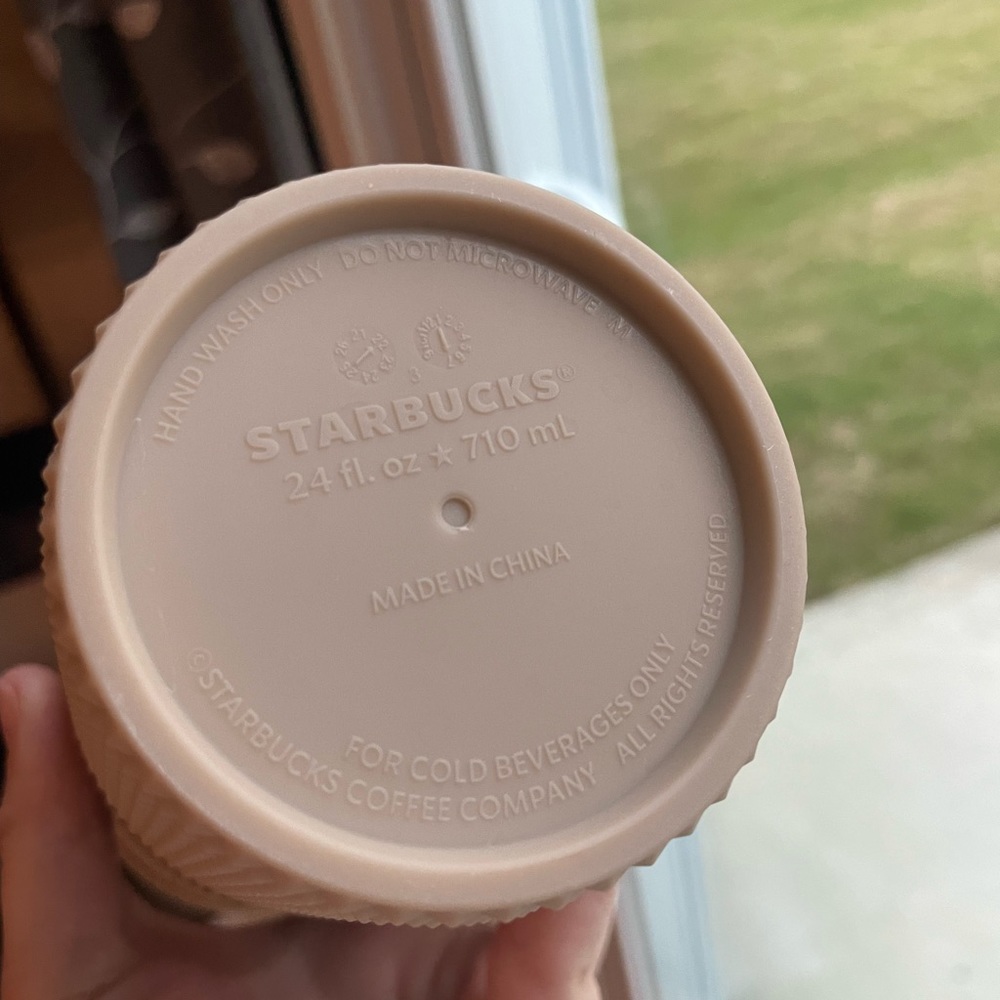 HAND WASH ONLY DO NOT MICROWAVE
3
STARBUCKS®
24 fl. oz ★ 710 mL
MADE IN CHINA
FOR COLD BEVERAGES ONLY
©STARBUCKS COFFEE COMPANY ALL RIGHTS RESERVED